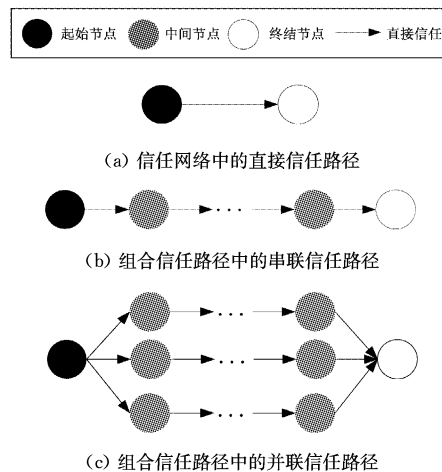 起始节点 中间节点 终结节点 直接信任
(a) 信任网络中的直接信任路径
(b) 组合信任路径中的串联信任路径
(c) 组合信任路径中的并联信任路径